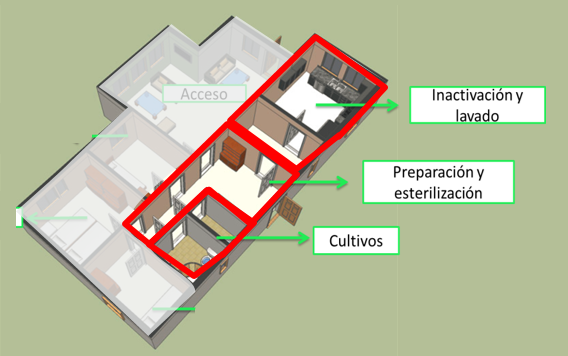 Acceso
Inactivación y
lavado
Preparación y
esterilización
Cultivos